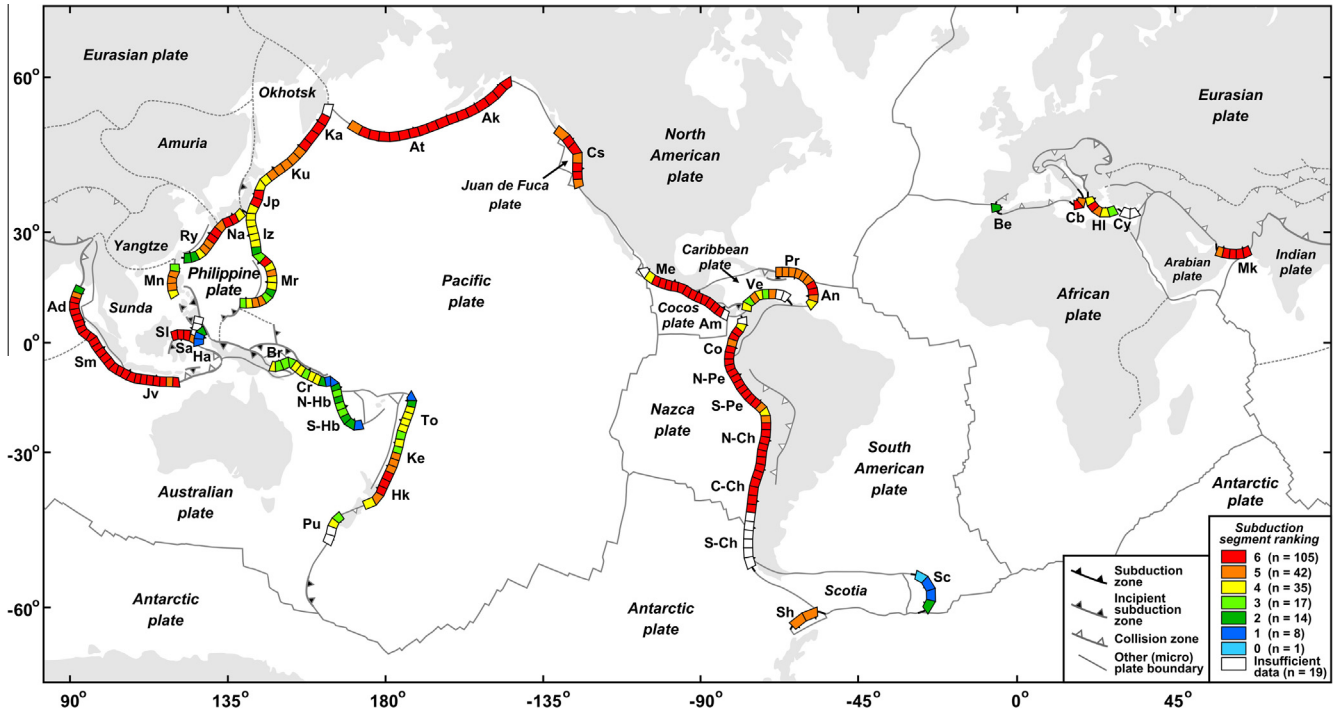 Eurasian plate
Okhotsk
60°
Ka
Ak
At
Cs
North
American
plate
Eurasian
plate
Amuria
Ku
Juan de Fuca
plate
Jp
Be
Cb
Hl
Cy
30°
Ry
Na
Iz
Yangtze
Caribbean
plate
Pr
Arabian
plate
Mk
Indian
plate
Philippine
plate
Mn
Mr
Pacific
plate
Me
Ve
An
African
plate
Ad
Sunda
Cocos
plate
Am
Sl
Sa
Ha
0°
Co
Br
Sm
Jv
Cr
N-Hb
S-Hb
To
N-Pe
S-Pe
Nazca
plate
N-Ch
South
American
plate
-30°
Ke
Hk
Australian
plate
C-Ch
Antarctic
plate
Pu
S-Ch
Antarctic
plate
-60°
Antarctic
plate
Scotia
Sc
Sh
Subduction
zone
Incipient
subduction
zone
Collision zone
Other (micro)
plate boundary
Subduction
segment ranking
6 (n = 105)
5 (n = 42)
4 (n = 35)
3 (n = 17)
2 (n = 14)
1 (n = 8)
0 (n = 1)
Insufficient
data (n = 19)
90°
135°
180°
-135°
-90°
-45°
0°
45°